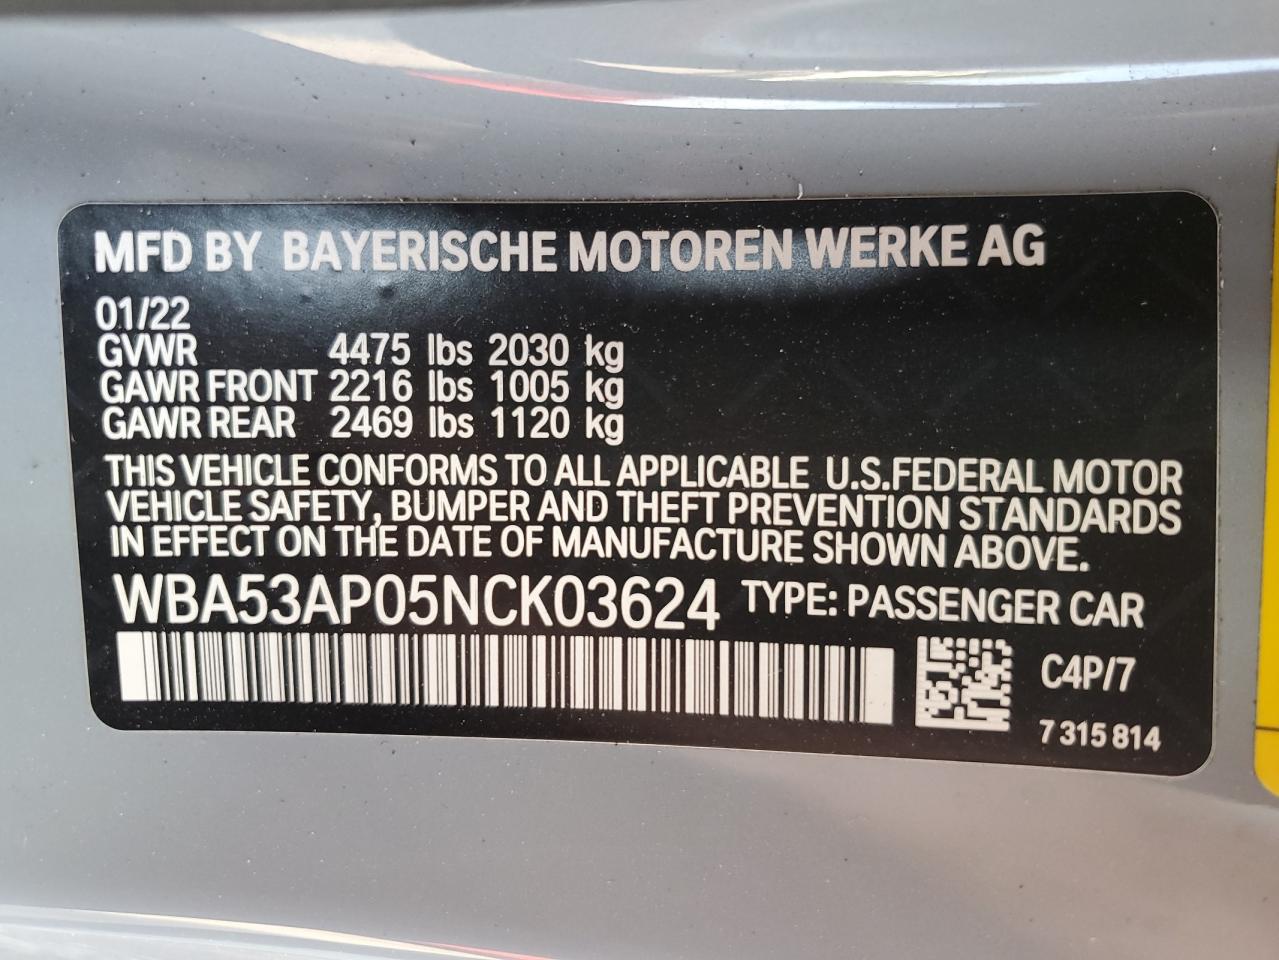 MFD BY BAYERISCHE MOTOREN WERKE AG
01/22
GVWR 4475 lbs 2030 kg
GAWR FRONT 2216 lbs 1005 kg
GAWR REAR 2469 lbs 1120 kg
THIS VEHICLE CONFORMS TO ALL APPLICABLE U.S.FEDERAL MOTOR
VEHICLE SAFETY, BUMPER AND THEFT PREVENTION STANDARDS
IN EFFECT ON THE DATE OF MANUFACTURE SHOWN ABOVE.
WBA53AP05NCK03624 TYPE: PASSENGER CAR
C4P/7
7 315 814